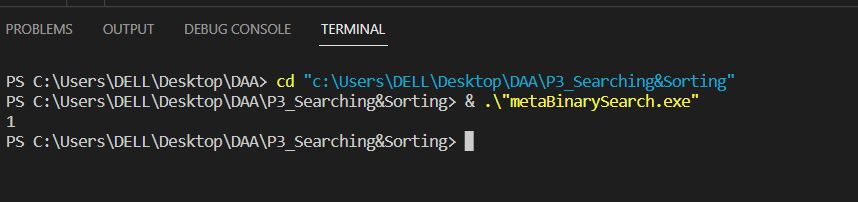 PROBLEMS OUTPUT DEBUG CONSOLE TERMINAL
PS C:\Users\DELL\Desktop\DAA> cd "c:\Users\DELL\Desktop\DAA\P3_Searching&Sorting"
PS C:\Users\DELL\Desktop\DAA\P3_Searching&Sorting> & .\"metaBinarySearch.exe"
1
PS C:\Users\DELL\Desktop\DAA\P3_Searching&Sorting>